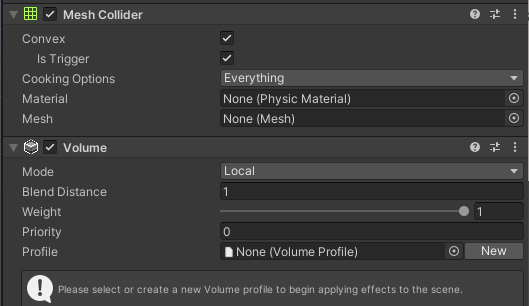 Mesh Collider
Convex
Is Trigger
Cooking Options Everything
Material None (Physic Material)
Mesh None (Mesh)
Volume
Mode Local
Blend Distance 1
Weight 1
Priority 0
Profile None (Volume Profile) New
Please select or create a new Volume profile to begin applying effects to the scene.